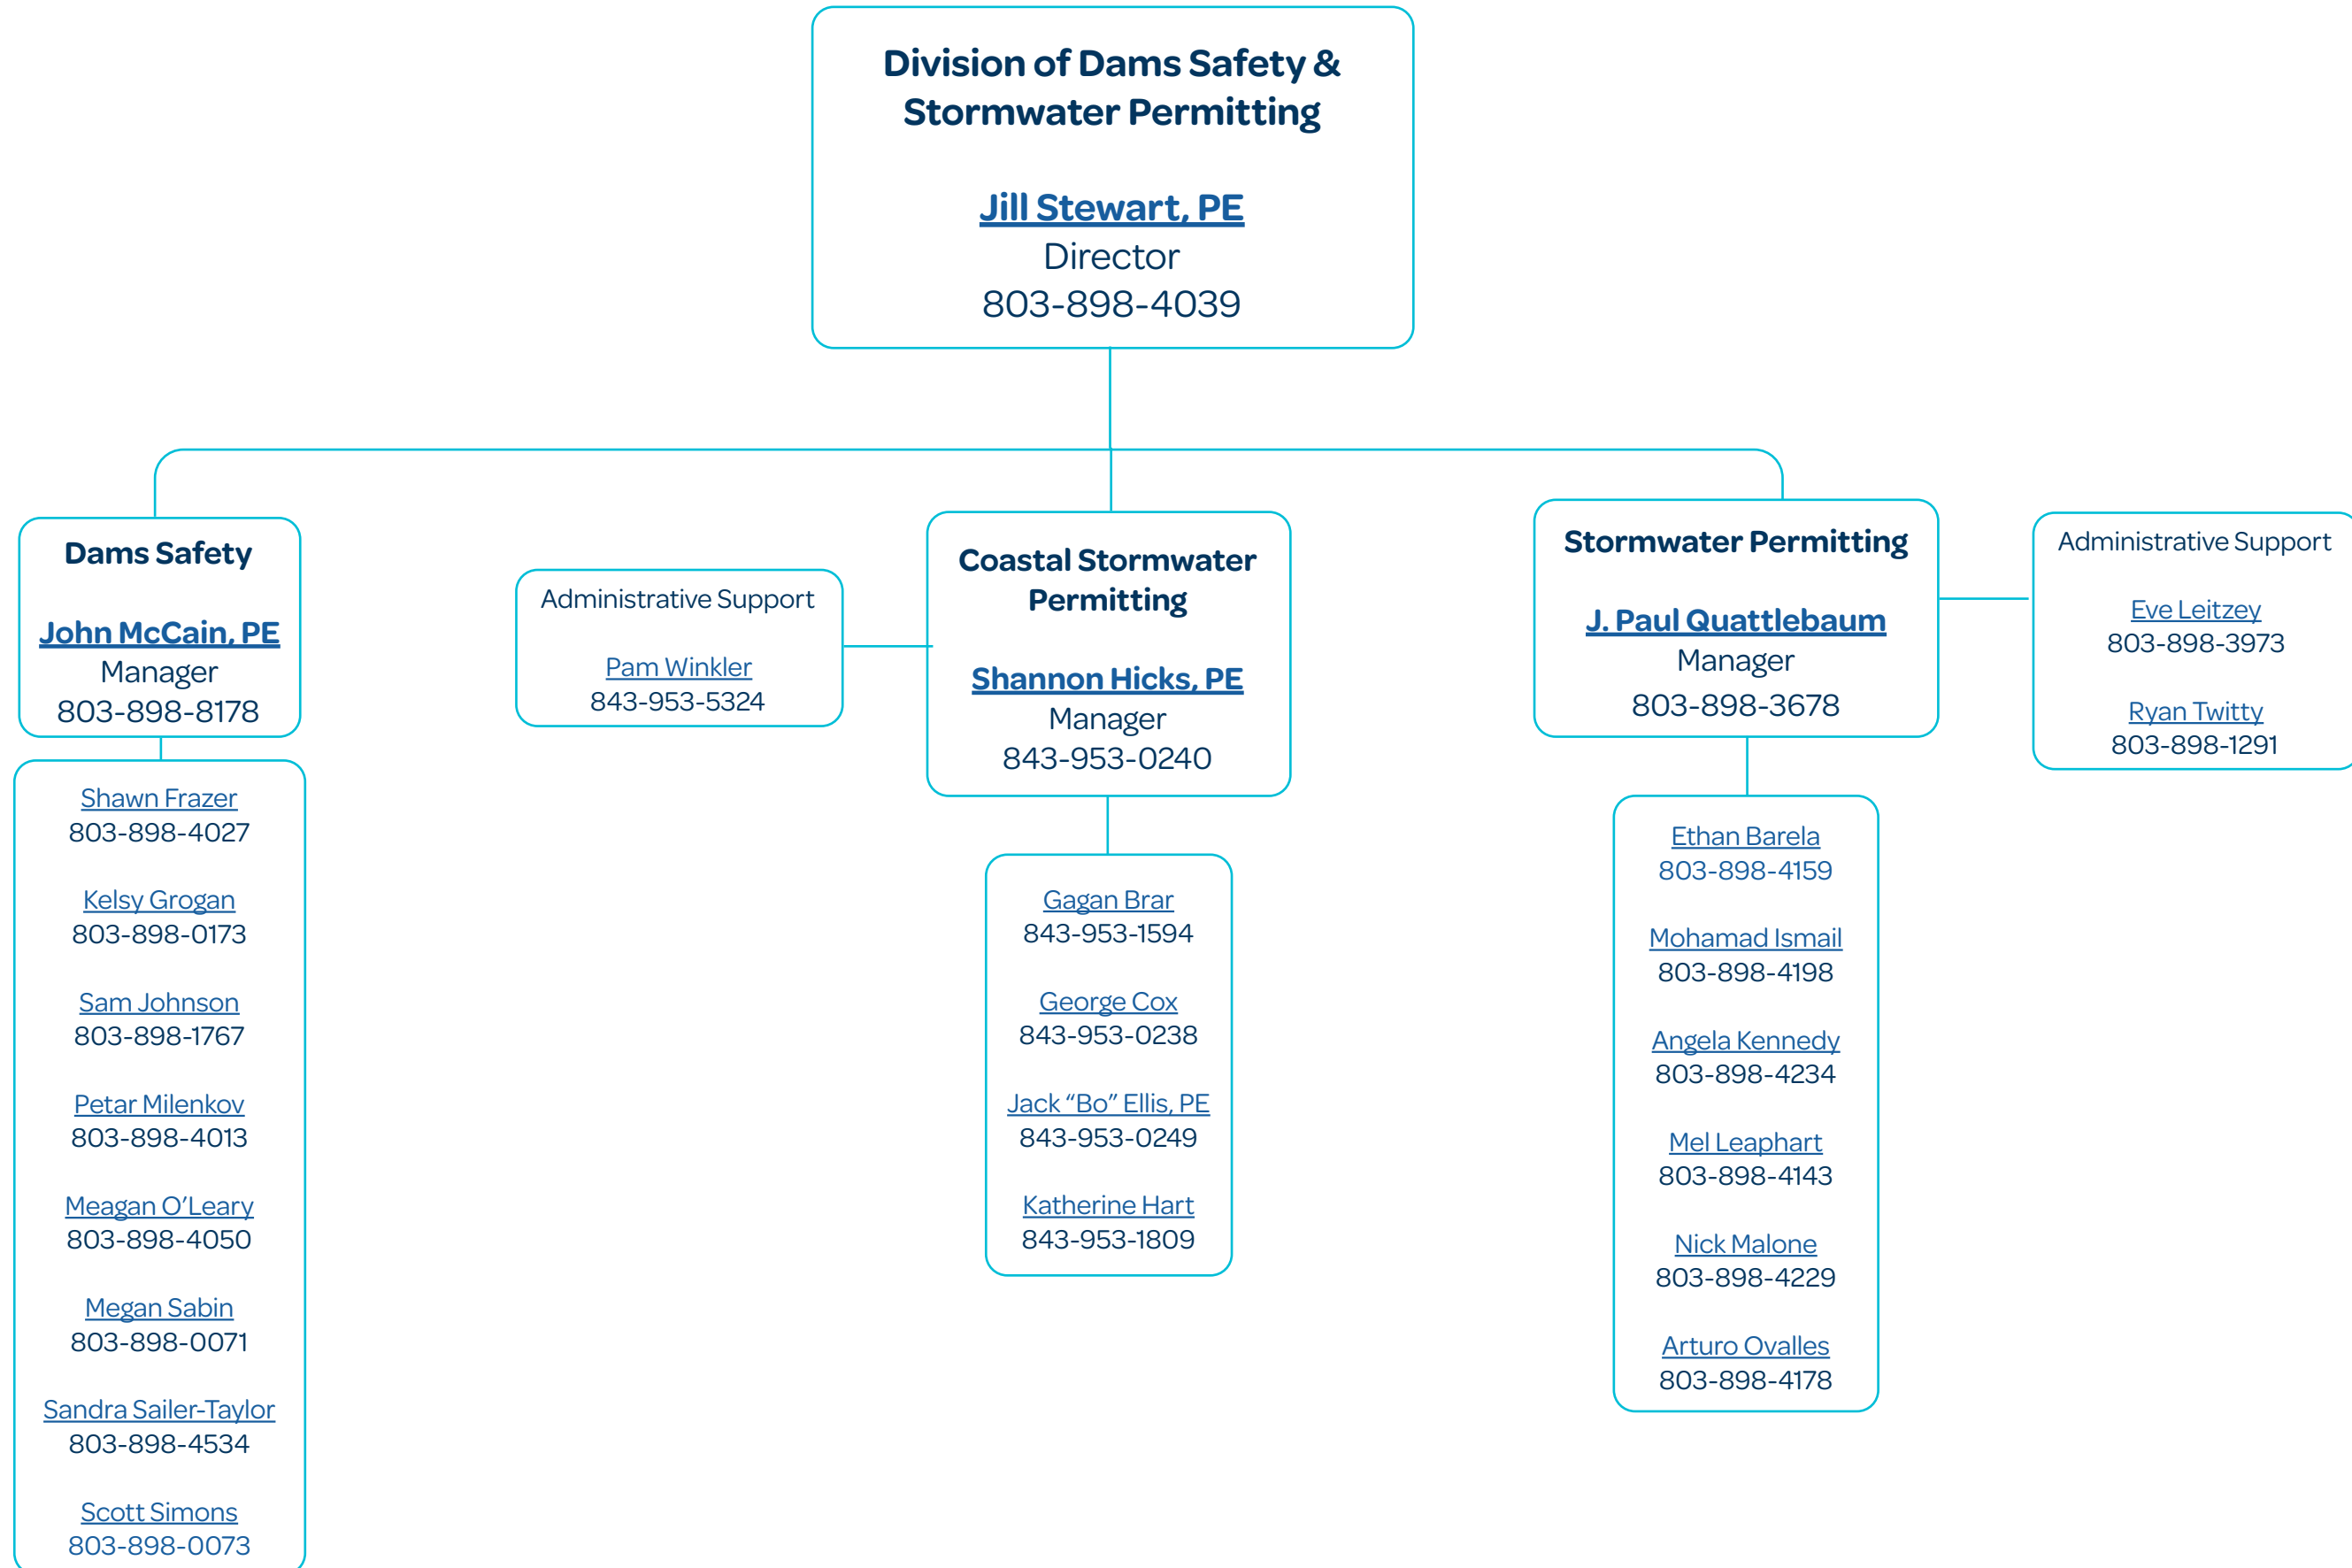 Division of Dams Safety &
Stormwater Permitting
Jill Stewart, PE
Director
803-898-4039
Dams Safety
John McCain, PE
Manager
803-898-8178
Shawn Frazer
803-898-4027
Kelsy Grogan
803-898-0173
Sam Johnson
803-898-1767
Petar Milenkov
803-898-4013
Meagan O’Leary
803-898-4050
Megan Sabin
803-898-0071
Sandra Sailer-Taylor
803-898-4534
Scott Simons
803-898-0073
Administrative Support
Pam Winkler
843-953-5324
Coastal Stormwater
Permitting
Shannon Hicks, PE
Manager
843-953-0240
Gagan Brar
843-953-1594
George Cox
843-953-0238
Jack “Bo” Ellis, PE
843-953-0249
Katherine Hart
843-953-1809
Stormwater Permitting
J. Paul Quattlebaum
Manager
803-898-3678
Ethan Barela
803-898-4159
Mohamad Ismail
803-898-4198
Angela Kennedy
803-898-4234
Mel Leaphart
803-898-4143
Nick Malone
803-898-4229
Arturo Ovalles
803-898-4178
Administrative Support
Eve Leitzey
803-898-3973
Ryan Twitty
803-898-1291